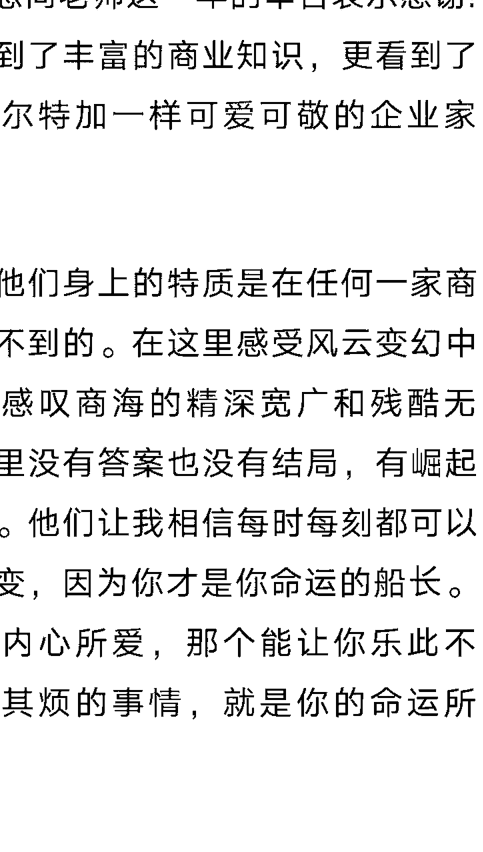 到了丰富的商业知识，更看到了
尔特加一样可爱可敬的企业家
他们身上的特质是在任何一家商
不到的。在这里感受风云变幻中
感叹商海的精深宽广和残酷无
里没有答案也没有结局，有崛起
。他们让我相信每时每刻都可以
变，因为你才是你命运的船长。
内心所爱，那个能让你乐此不
其烦的事情，就是你的命运所